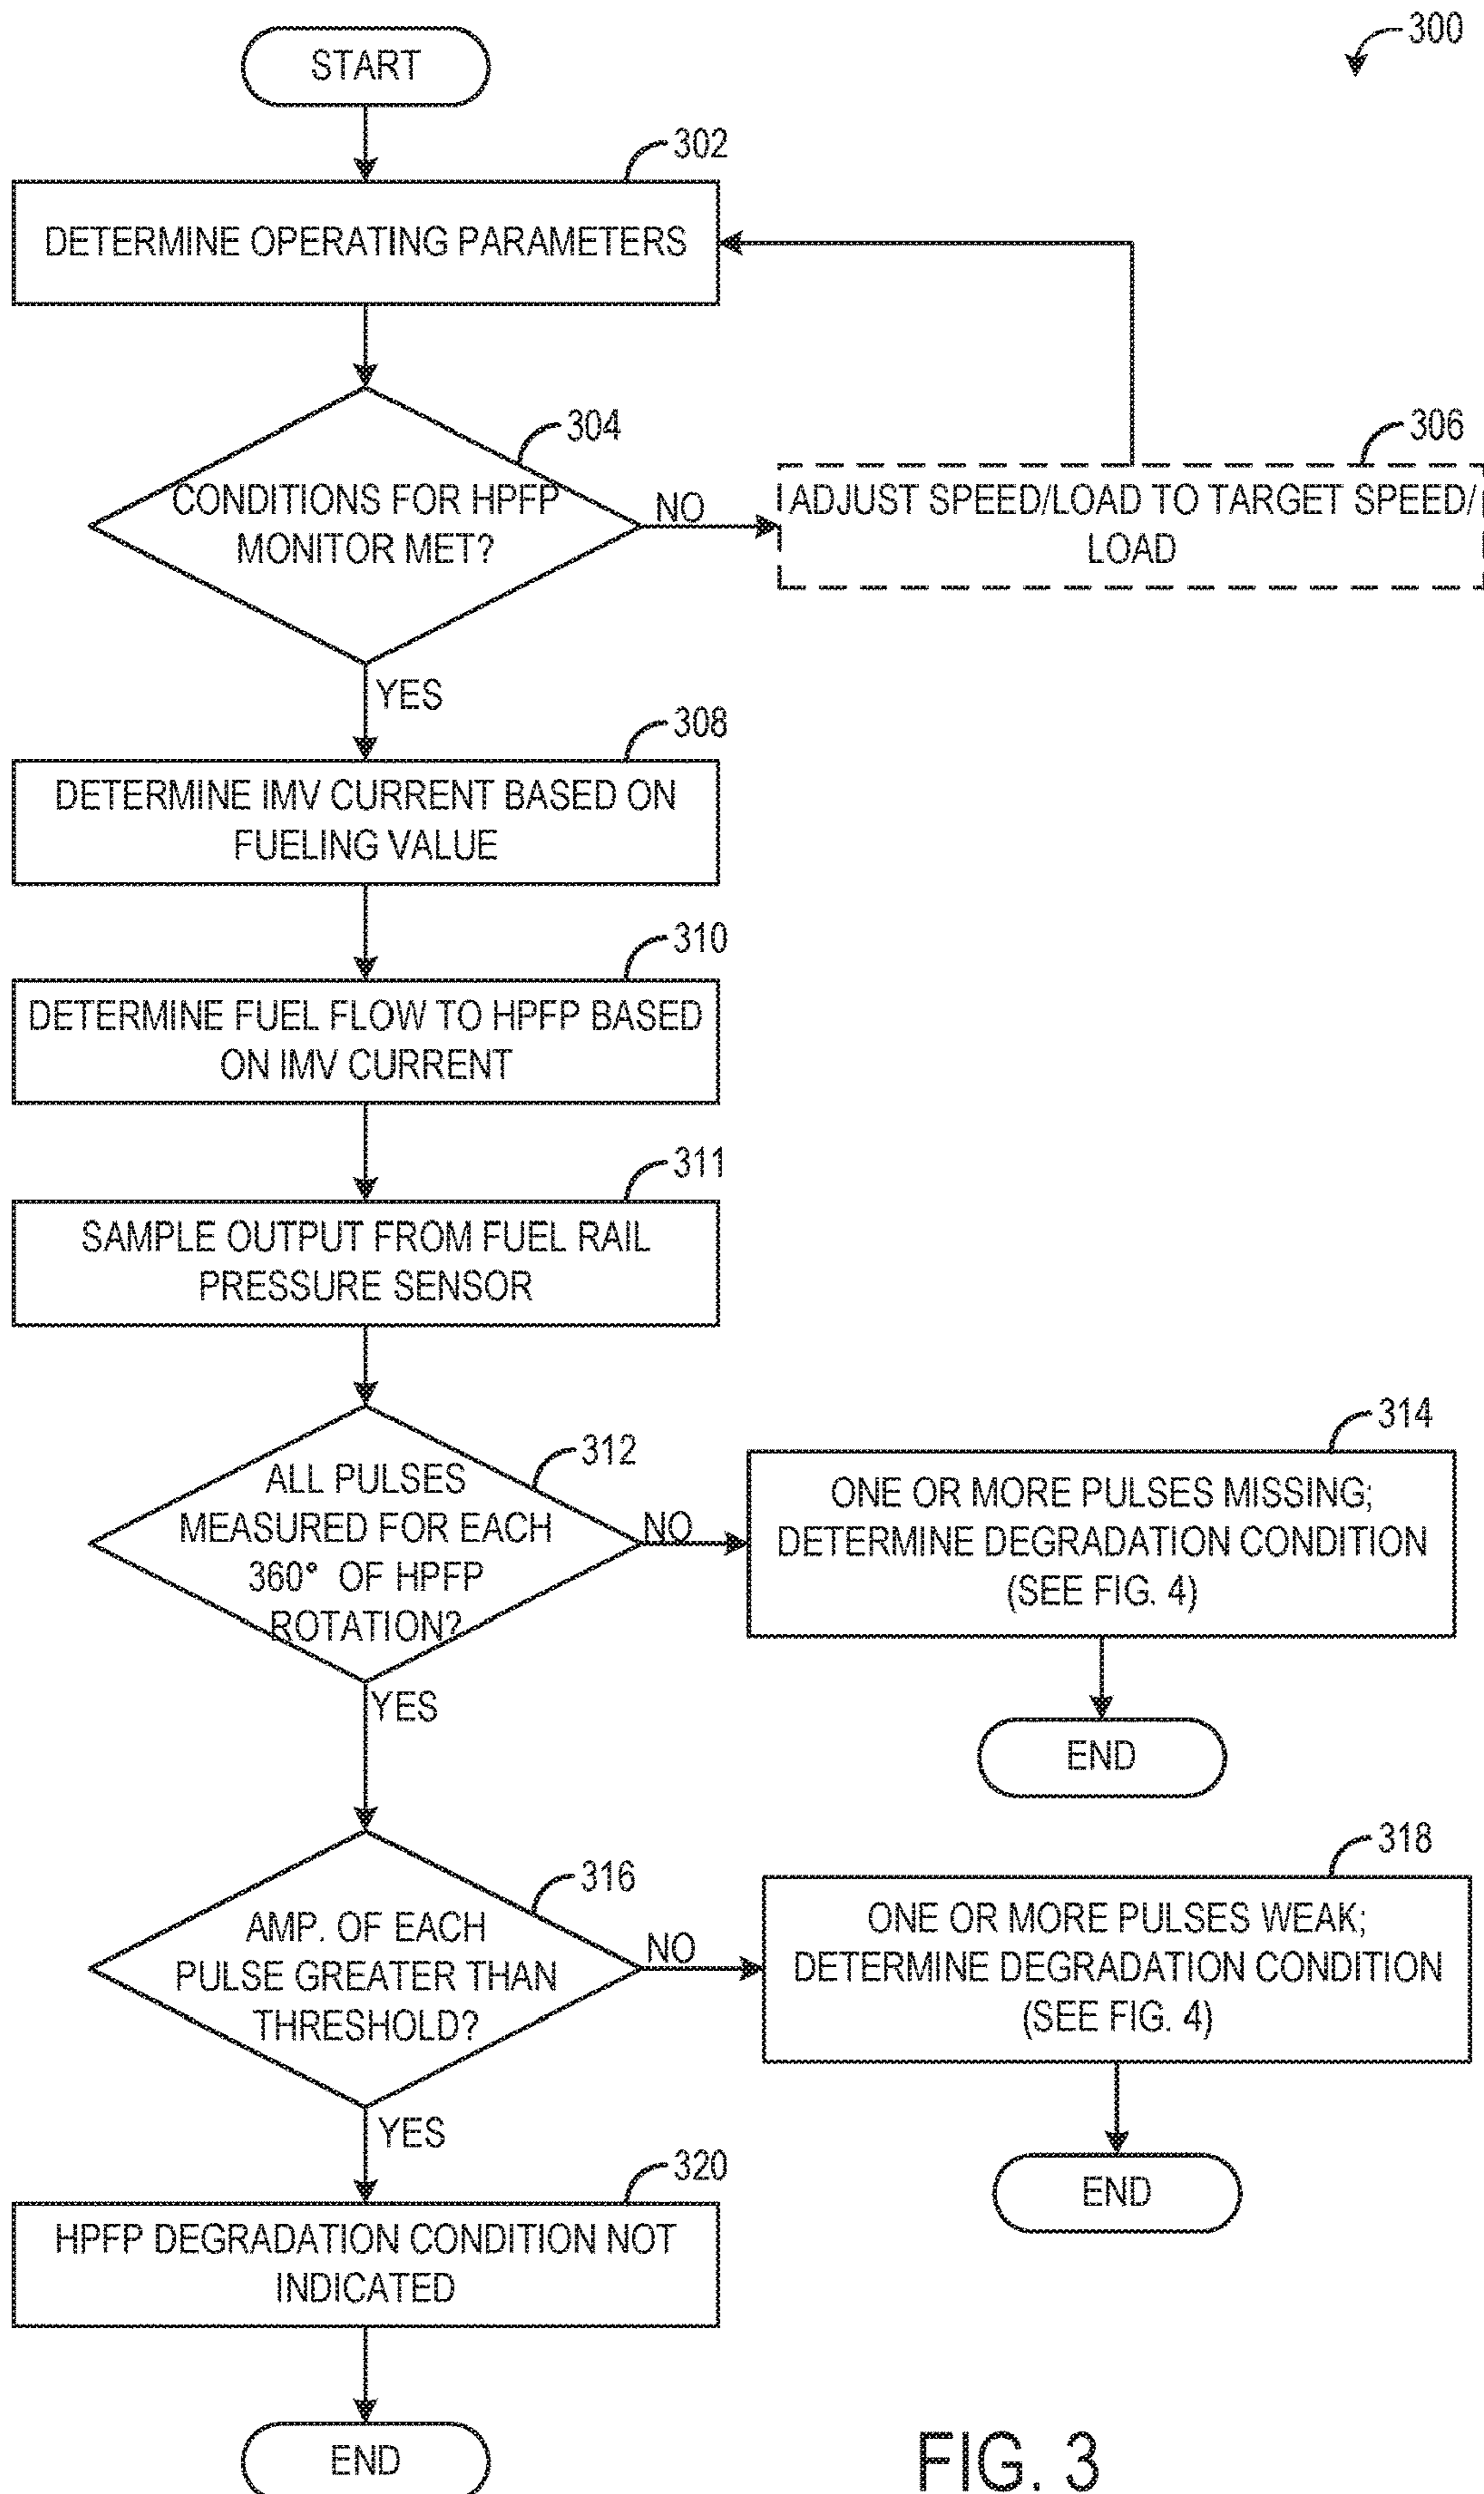 300
START
302
DETERMINE OPERATING PARAMETERS
304
CONDITIONS FOR HPFP
MONITOR MET?
NO
306
ADJUST SPEED/LOAD TO TARGET SPEED/
LOAD
YES
308
DETERMINE IMV CURRENT BASED ON
FUELING VALUE
310
DETERMINE FUEL FLOW TO HPFP BASED
ON IMV CURRENT
311
SAMPLE OUTPUT FROM FUEL RAIL
PRESSURE SENSOR
312
ALL PULSES
MEASURED FOR EACH
360° OF HPFP
ROTATION?
NO
314
ONE OR MORE PULSES MISSING;
DETERMINE DEGRADATION CONDITION
(SEE FIG. 4)
END
YES
316
AMP. OF EACH
PULSE GREATER THAN
THRESHOLD?
NO
318
ONE OR MORE PULSES WEAK;
DETERMINE DEGRADATION CONDITION
(SEE FIG. 4)
END
YES
320
HPFP DEGRADATION CONDITION NOT
INDICATED
END
FIG. 3